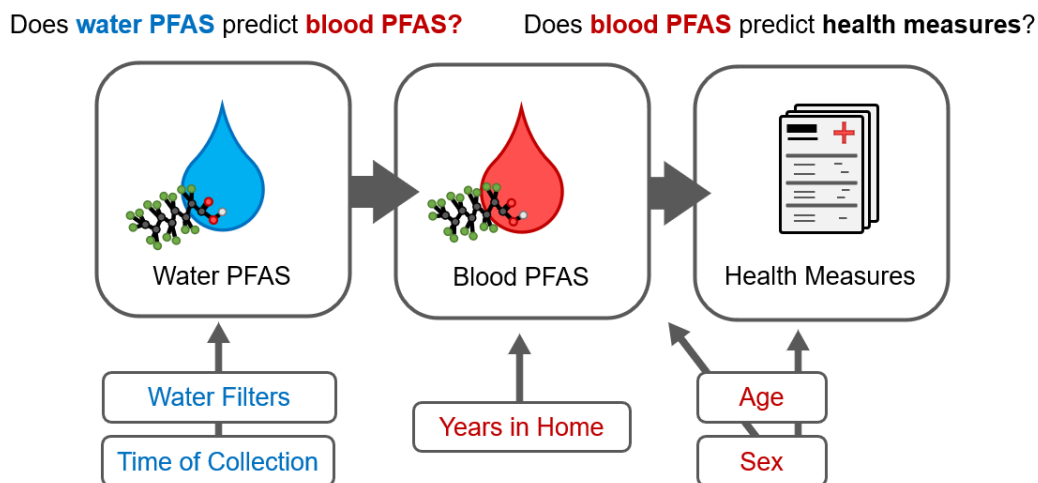 Does water PFAS predict blood PFAS?
Does blood PFAS predict health measures?
Water PFAS
Blood PFAS
Health Measures
Water Filters
Time of Collection
Years in Home
Age
Sex